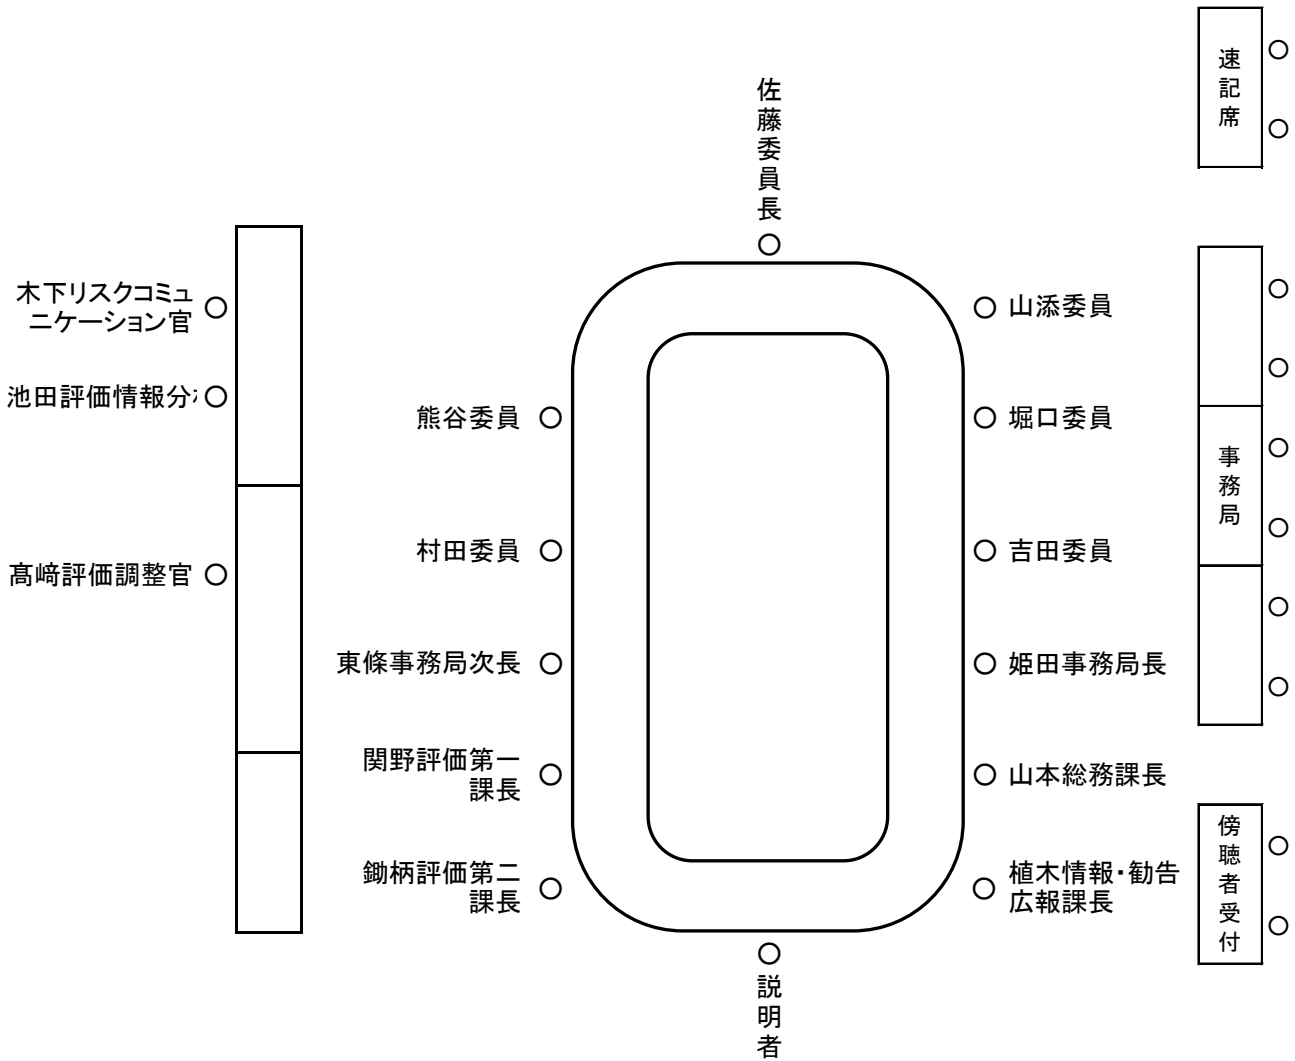 速記席
佐藤委員長
木下リスクコミュ
ニケーション官
池田評価情報分
髙﨑評価調整官
熊谷委員
村田委員
東條事務局次長
関野評価第一
課長
鋤柄評価第二
課長
山添委員
堀口委員
吉田委員
姫田事務局長
山本総務課長
植木情報・勧告
広報課長
事務局
傍聴者受付
説明者